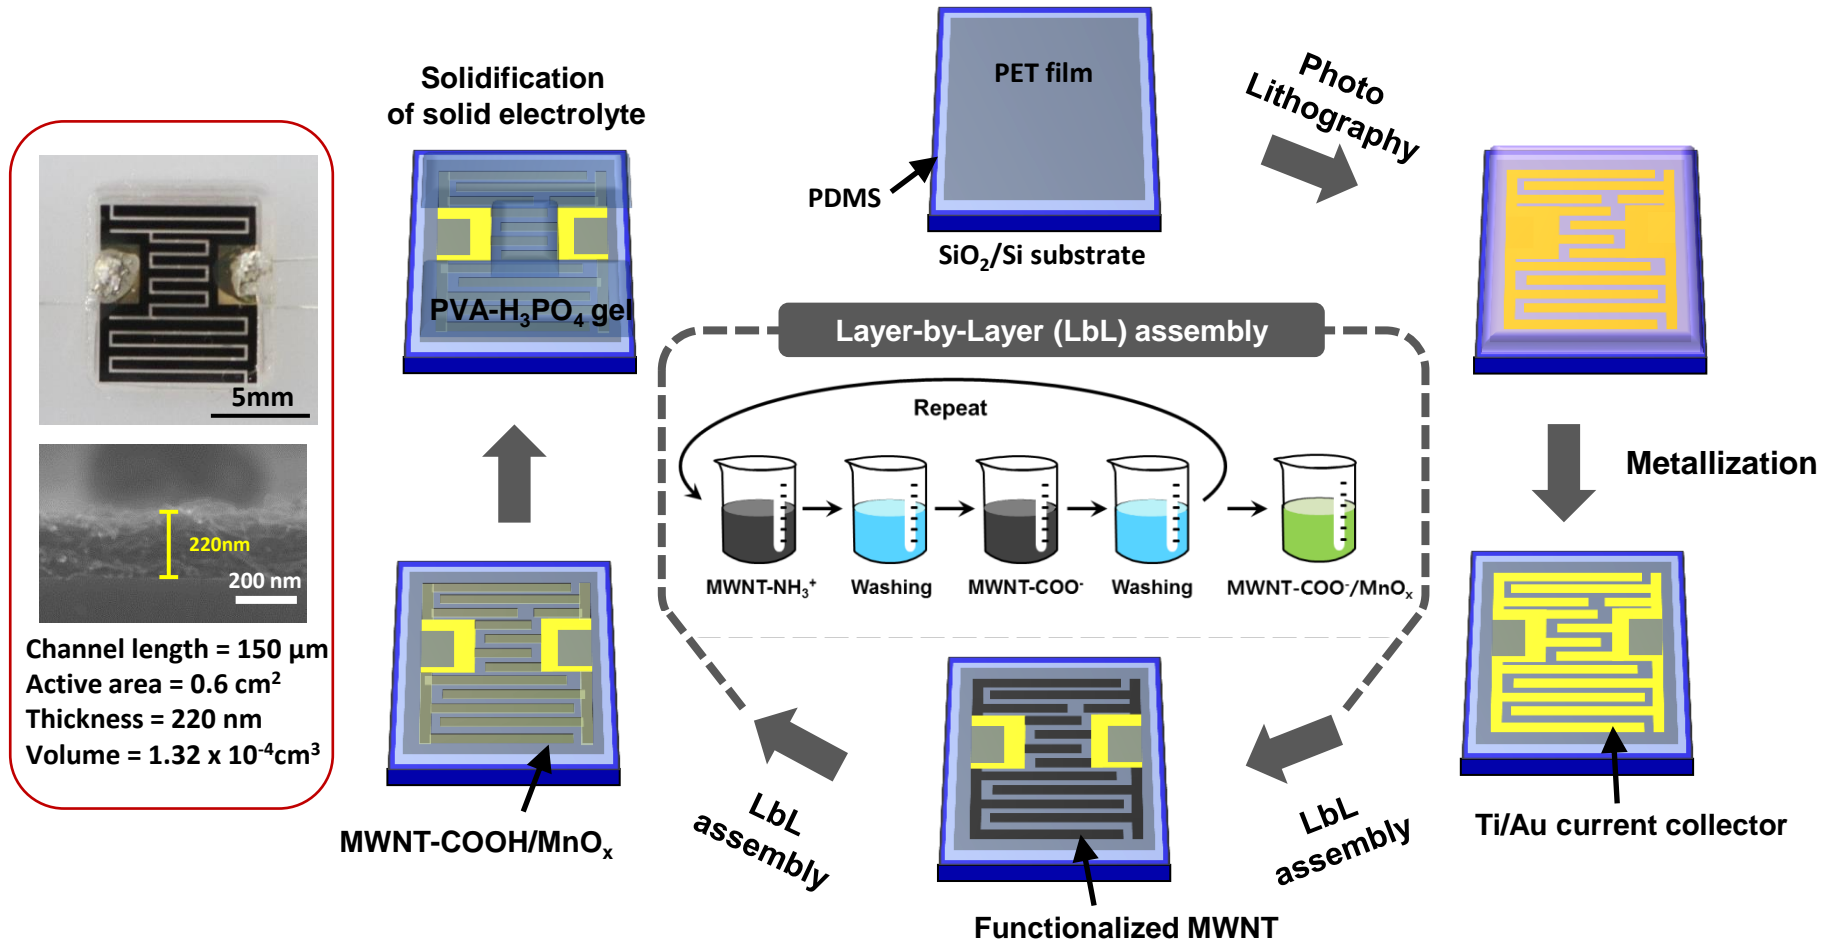 Solidification
of solid electrolyte
PVA-H₃PO₄ gel
PET film
PDMS
SiO₂/Si substrate
Photo
Lithography
Metallization
Ti/Au current collector
LbL
assembly
Functionalized MWNT
LbL
assembly
MWNT-COOH/MnOₓ
Layer-by-Layer (LbL) assembly
Repeat
MWNT-NH₃⁺
Washing
MWNT-COO⁻
Washing
MWNT-COO⁻/MnOₓ
5mm
220nm
200 nm
Channel length = 150 μm
Active area = 0.6 cm²
Thickness = 220 nm
Volume = 1.32 x 10⁻⁴cm³